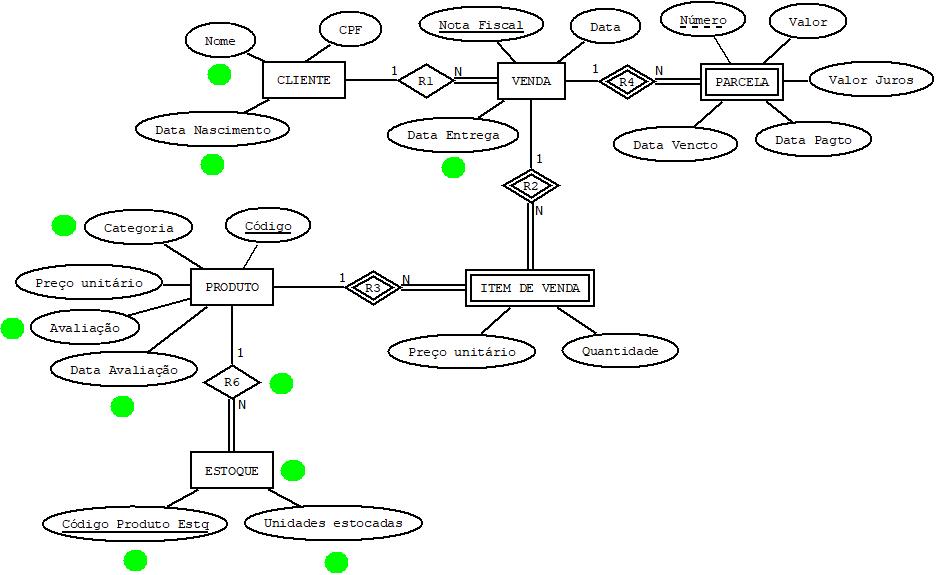 Nome
CPF
CLIENTE
Data Nascimento
1
R1
N
Nota Fiscal
Data
VENDA
Data Entrega
1
R4
N
Número
Valor
PARCELA
Valor Juros
Data Vencto
Data Pagto
1
R2
N
Categoria
Código
Preço unitário
PRODUTO
1
R3
N
ITEM DE VENDA
Avaliação
Data Avaliação
Preço unitário
Quantidade
1
R6
N
ESTOQUE
Código Produto Estq
Unidades estocadas